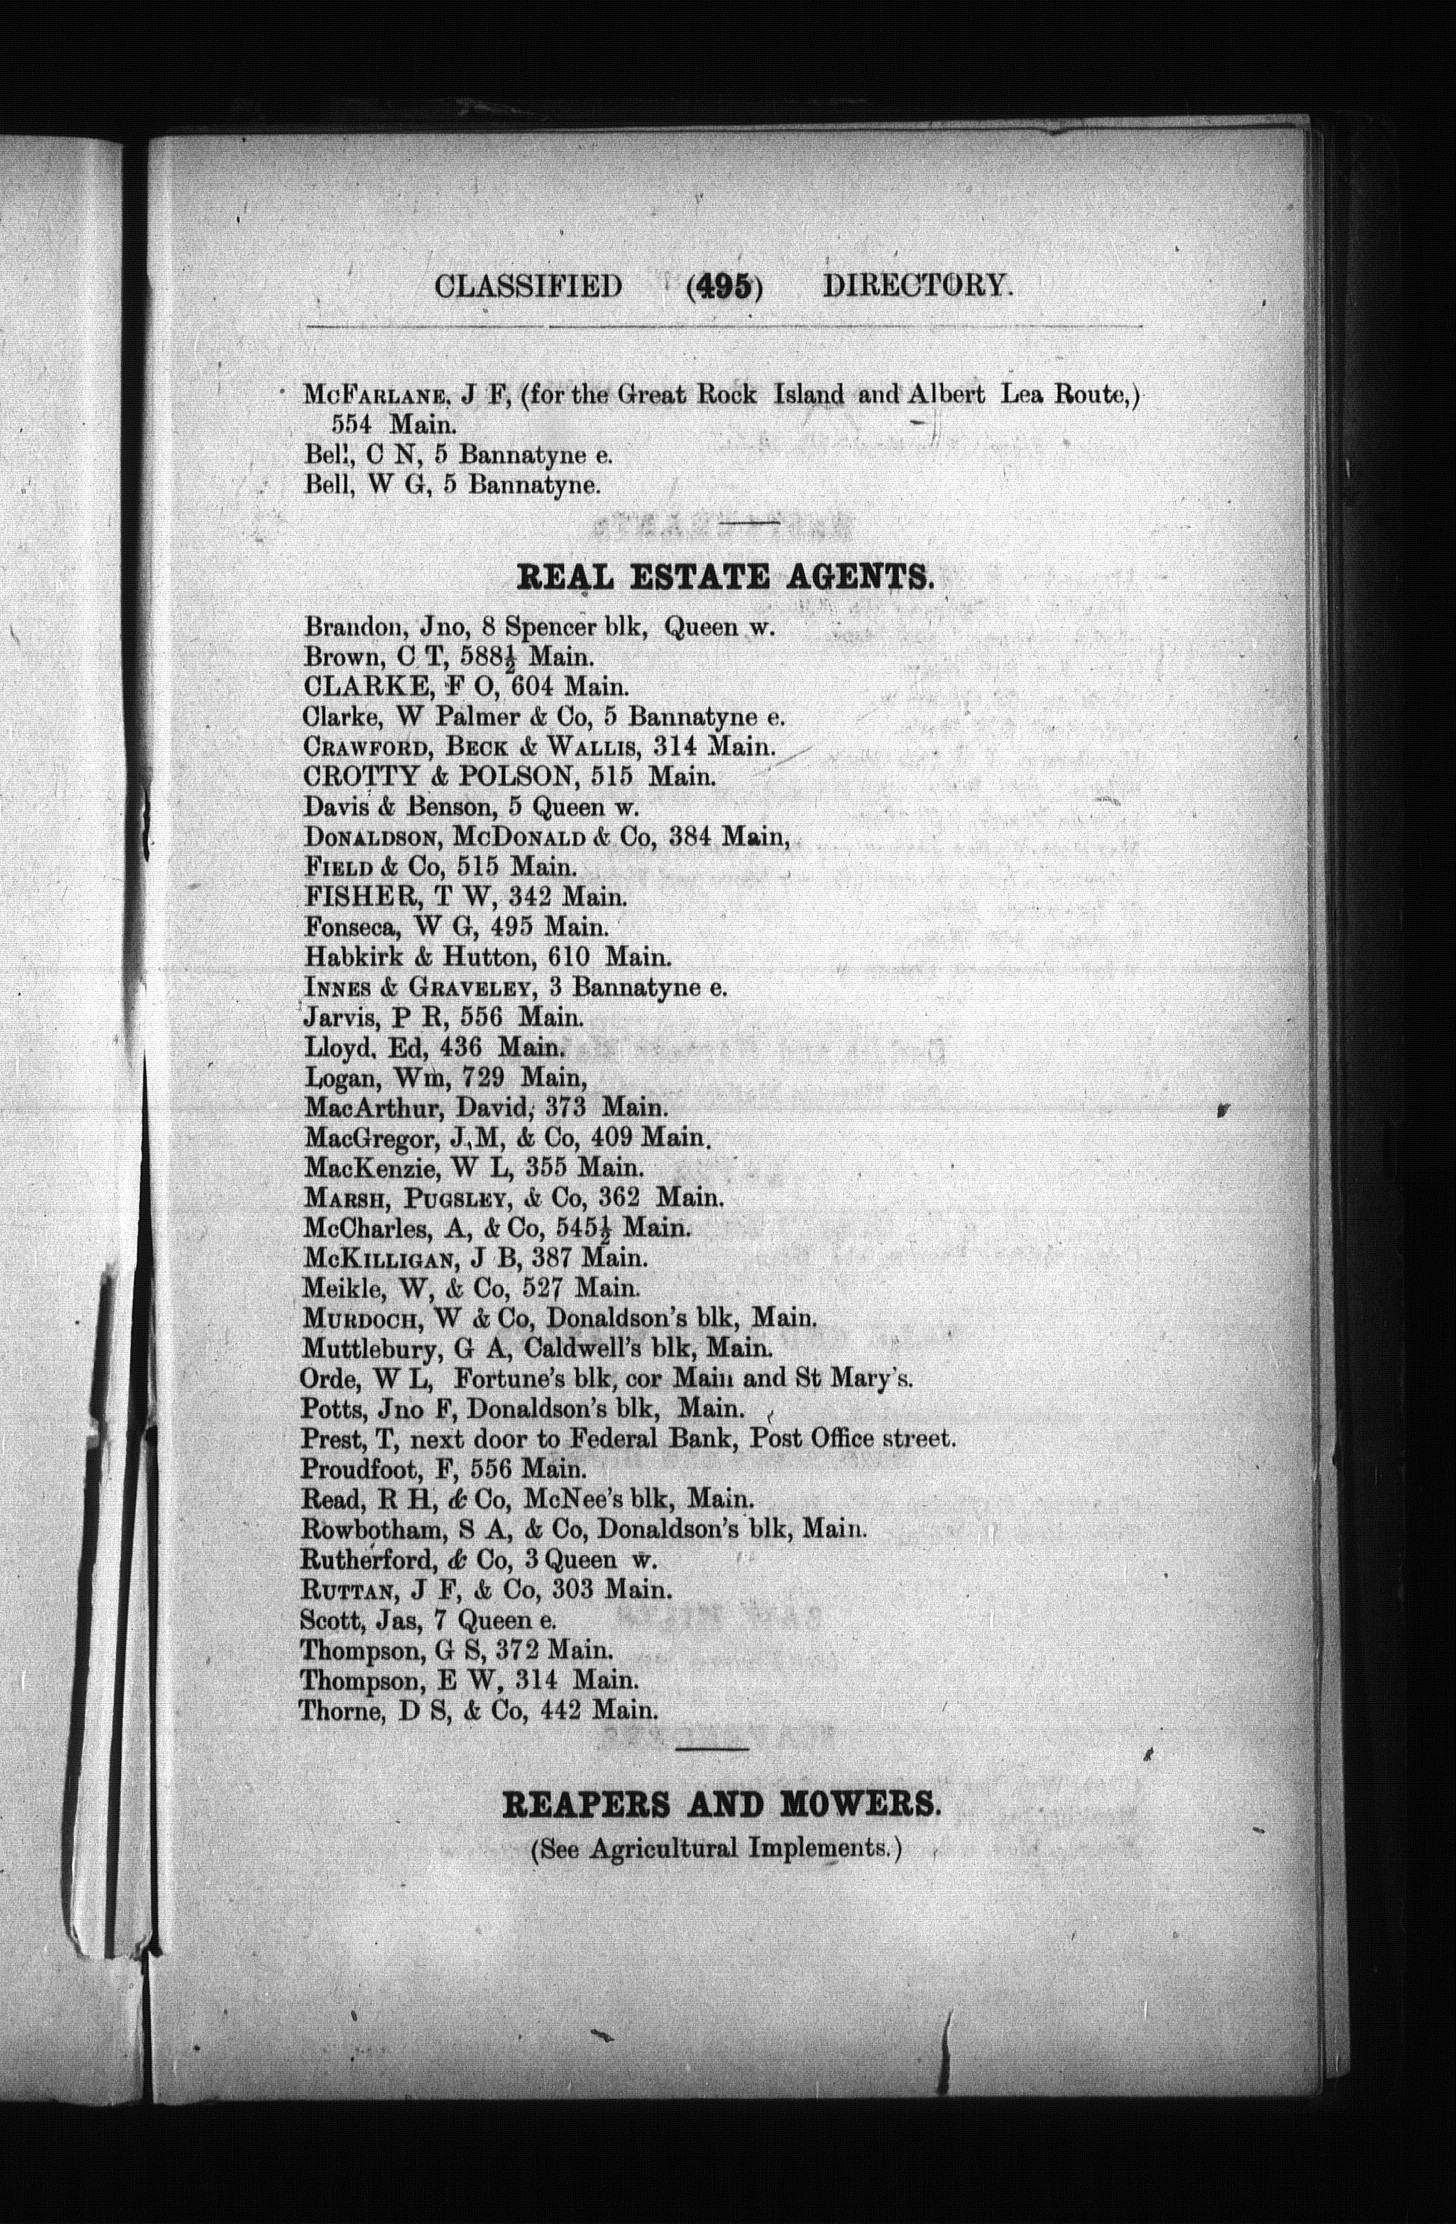 CLASSIFIED (495) DIRECTORY.
McFARLANE, J F, (for the Great Rock Island and Albert Lea Route,)
554 Main.
Bell, C N, 5 Bannatyne e.
Bell, W G, 5 Bannatyne.
REAL ESTATE AGENTS.
Brandon, Jno, 8 Spencer blk, Queen w.
Brown, C T, 588½ Main.
CLARKE, F O, 604 Main.
Clarke, W Palmer & Co, 5 Bannatyne e.
CRAWFORD, BECK & WALLIS, 314 Main.
CROTTY & POLSON, 515 Main.
Davis & Benson, 5 Queen w.
DONALDSON, McDONALD & Co, 384 Main,
FIELD & Co, 515 Main.
FISHER, T W, 342 Main.
Fonseca, W G, 495 Main.
Habkirk & Hutton, 610 Main.
INNES & GRAVELEY, 3 Bannatyne e.
Jarvis, P R, 556 Main.
Lloyd, Ed, 436 Main.
Logan, Wm, 729 Main,
MacArthur, David, 373 Main.
MacGregor, J M, & Co, 409 Main.
MacKenzie, W L, 355 Main.
MARSH, PUGSLEY, & Co, 362 Main.
McCharles, A, & Co, 545½ Main.
McKILLIGAN, J B, 387 Main.
Meikle, W, & Co, 527 Main.
MURDOCH, W & Co, Donaldson's blk, Main.
Muttlebury, G A, Caldwell's blk, Main.
Orde, W L, Fortune's blk, cor Main and St Mary's.
Potts, Jno F, Donaldson's blk, Main.
Prest, T, next door to Federal Bank, Post Office street.
Proudfoot, F, 556 Main.
Read, R H, & Co, McNee's blk, Main.
Rowbotham, S A, & Co, Donaldson's blk, Main.
Rutherford, & Co, 3 Queen w.
RUTTAN, J F, & Co, 303 Main.
Scott, Jas, 7 Queen e.
Thompson, G S, 372 Main.
Thompson, E W, 314 Main.
Thorne, D S, & Co, 442 Main.
REAPERS AND MOWERS.
(See Agricultural Implements.)